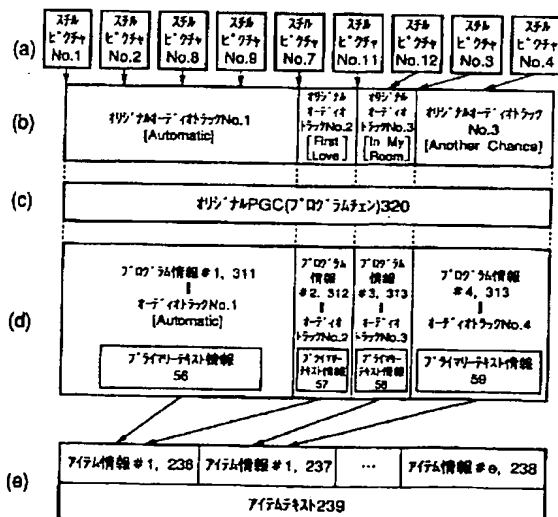 (a)
スチル ピクチャ No.1
スチル ピクチャ No.2
スチル ピクチャ No.8
スチル ピクチャ No.9
スチル ピクチャ No.7
スチル ピクチャ No.11
スチル ピクチャ No.12
スチル ピクチャ No.3
スチル ピクチャ No.4
(b)
オリジナルオーディオトラックNo.1
[Automatic]
オリジナル
オーディオ
トラックNo.2
[First
Love]
オリジナル
オーディオ
トラックNo.3
[In My
Room]
オリジナルオーディオトラック
No.3
[Another Chance]
(c)
オリジナルPGC(プログラムチェン)320
(d)
プログラム情報#1, 311
‖
オーディオトラックNo.1
[Automatic]
プライマリーテキスト情報
56
プログラム
情報
#2, 312
‖
オーディオ
トラックNo.2
プライマリー
テキスト情報
57
プログラム
情報
#3, 313
‖
オーディオ
トラックNo.3
プライマリー
テキスト情報
58
プログラム情報
#4, 313
‖
オーディオトラックNo.4
プライマリーテキスト情報
59
(e)
アイテム情報#1, 236
アイテム情報#1, 237
…
アイテム情報#e, 238
アイテムテキスト239